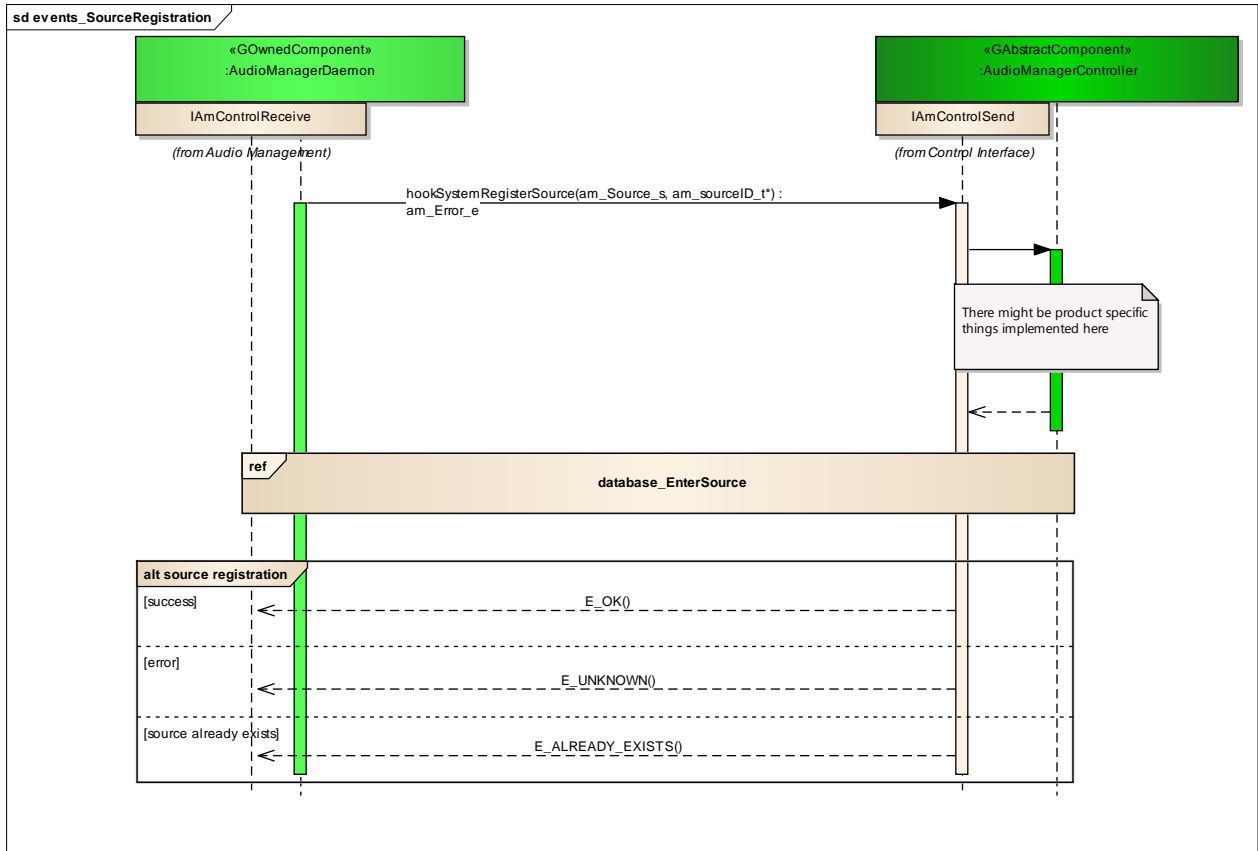 sd events_SourceRegistration
«GOwnedComponent»
:AudioManagerDaemon
«GAbstractComponent»
:AudioManagerController
IAmControlReceive
IAmControlSend
(from Audio Management)
(from Control Interface)
hookSystemRegisterSource(am_Source_s, am_sourceID_t*) :
am_Error_e
There might be product specific
things implemented here
ref
database_EnterSource
alt source registration
[success]
E_OK()
[error]
E_UNKNOWN()
[source already exists]
E_ALREADY_EXISTS()